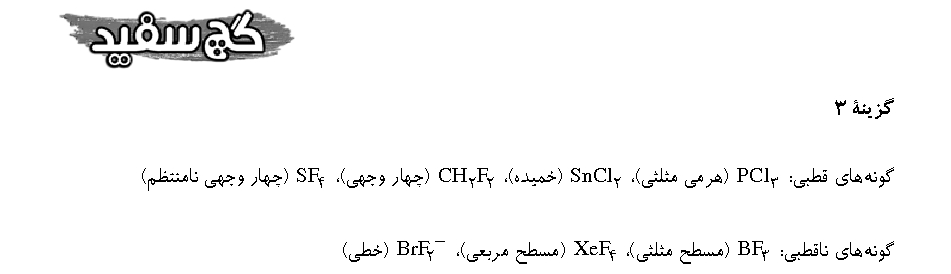 گچ سفید
گزینهٔ ۳
گونه‌های قطبی: PCl۳ (هرمی مثلثی)، SnCl۲ (خمیده)، CH۲F۲ (چهار وجهی)، SF۴ (چهار وجهی نامنتظم)
گونه‌های ناقطبی: BF۳ (مسطح مثلثی)، XeF۴ (مسطح مربعی)، BrF۲⁻ (خطی)